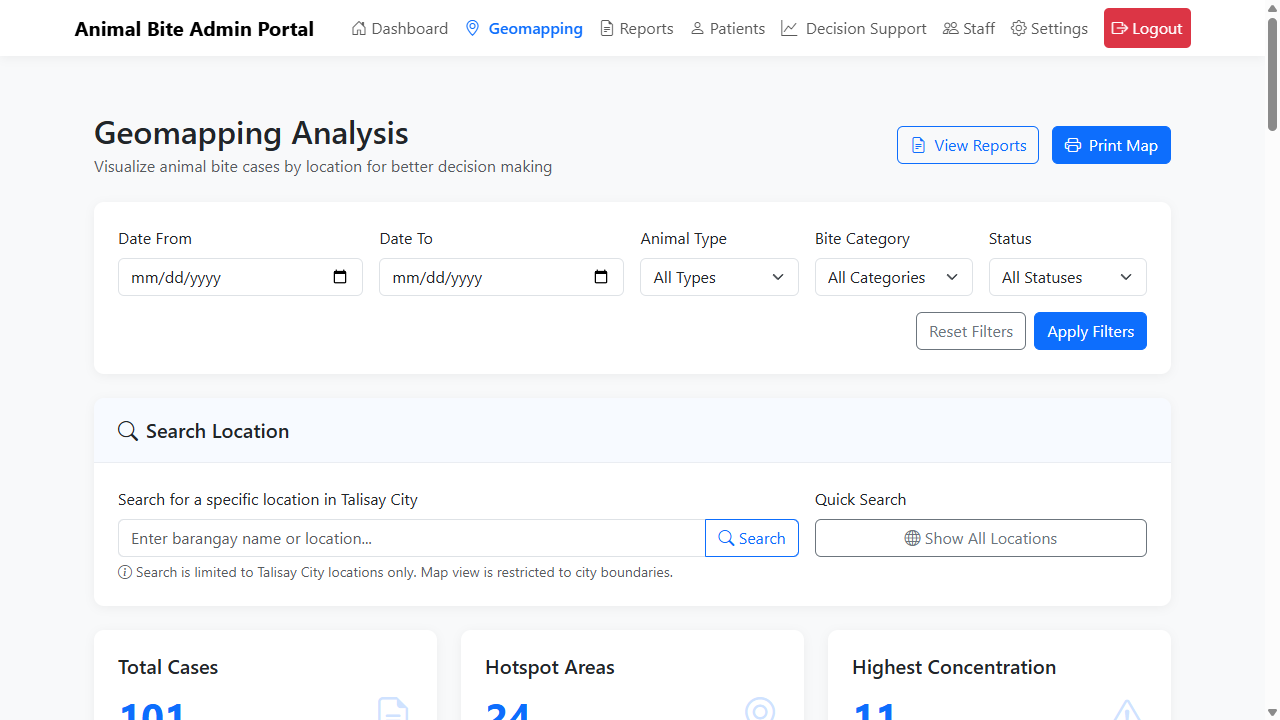 Animal Bite Admin Portal Dashboard Geomapping Reports Patients Decision Support Staff Settings Logout
Geomapping Analysis
Visualize animal bite cases by location for better decision making
View Reports Print Map
Date From Date To Animal Type Bite Category Status
mm/dd/yyyy mm/dd/yyyy All Types All Categories All Statuses
Reset Filters Apply Filters
Search Location
Search for a specific location in Talisay City Quick Search
Enter barangay name or location... Search Show All Locations
Search is limited to Talisay City locations only. Map view is restricted to city boundaries.
Total Cases Hotspot Areas Highest Concentration
101 24 11